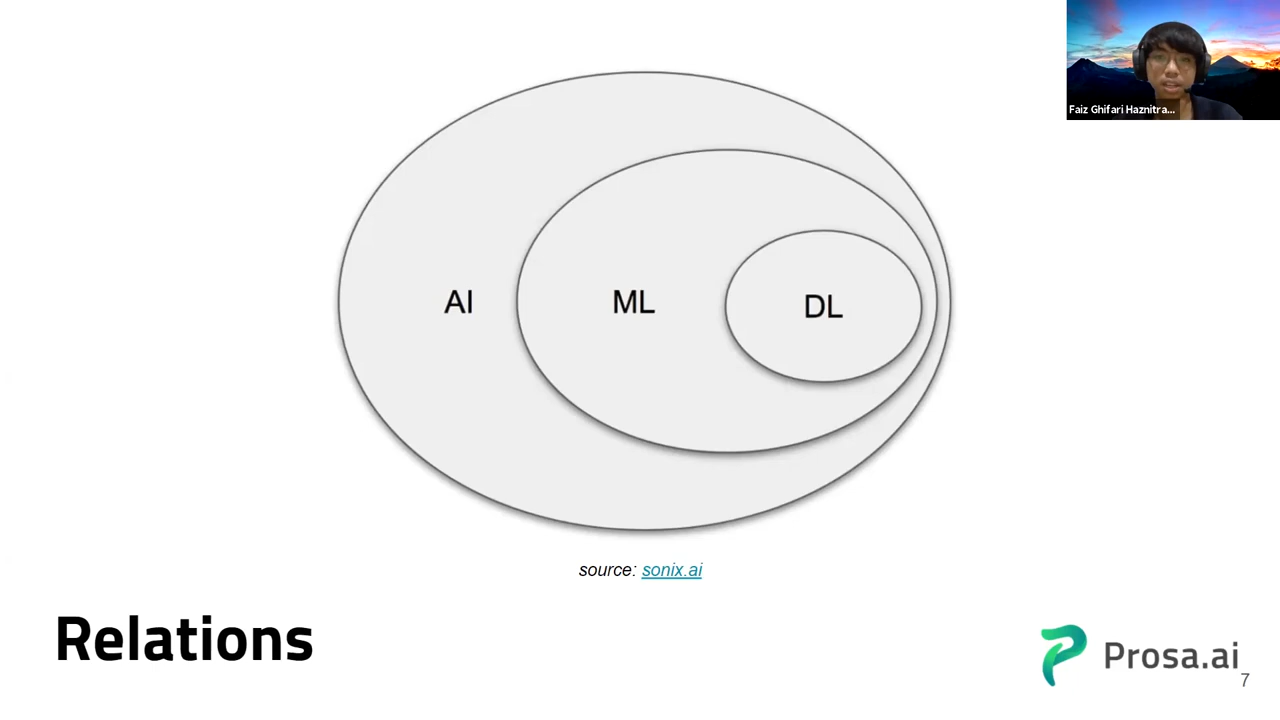 Faiz Ghifari Haznitra...
AI
ML
DL
source: sonix.ai
Relations
Prosa.ai
7